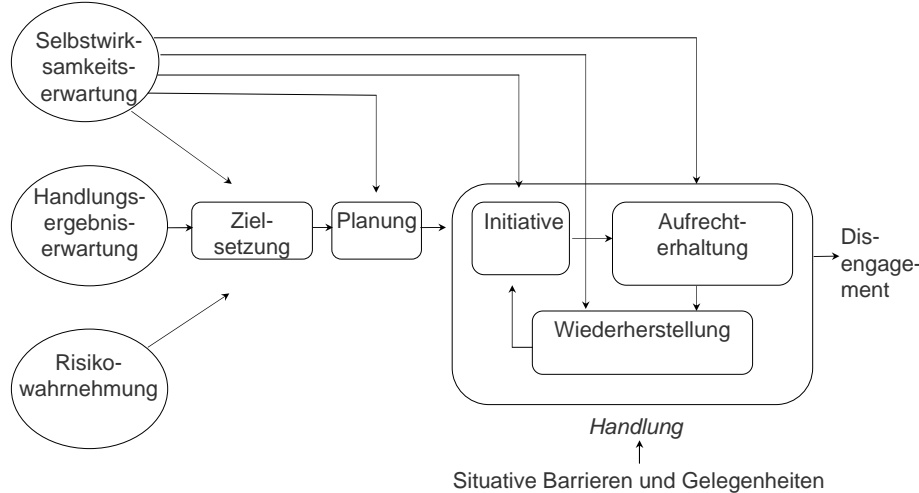 Selbstwirk-
samkeits-
erwartung
Handlungs-
ergebnis-
erwartung
Risiko-
wahrnehmung
Ziel-
setzung
Planung
Initiative
Aufrecht-
erhaltung
Wiederherstellung
Dis-
engage-
ment
Handlung
Situative Barrieren und Gelegenheiten